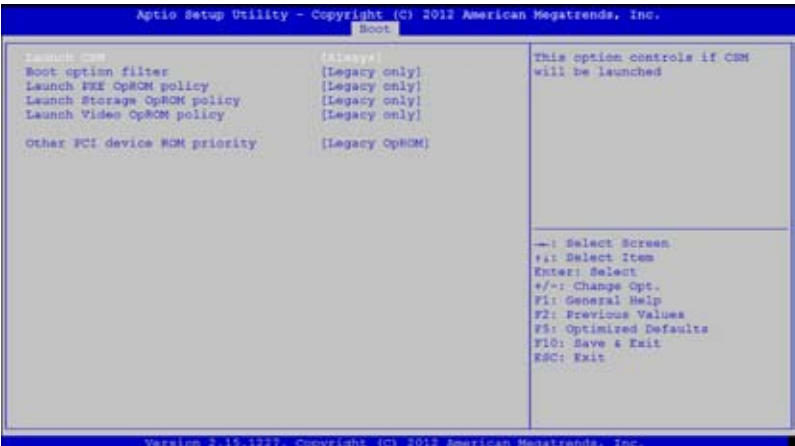 Aptio Setup Utility - Copyright (C) 2012 American Megatrends, Inc.
Boot
Launch CSM [Always]
Boot option filter [Legacy only]
Launch PXE OpROM policy [Legacy only]
Launch Storage OpROM policy [Legacy only]
Launch Video OpROM policy [Legacy only]
Other PCI device ROM priority [Legacy OpROM]
This option controls if CSM
will be launched
→←: Select Screen
↑↓: Select Item
Enter: Select
+/-: Change Opt.
F1: General Help
F2: Previous Values
F5: Optimized Defaults
F10: Save & Exit
ESC: Exit
Version 2.15.1227. Copyright (C) 2012 American Megatrends, Inc.